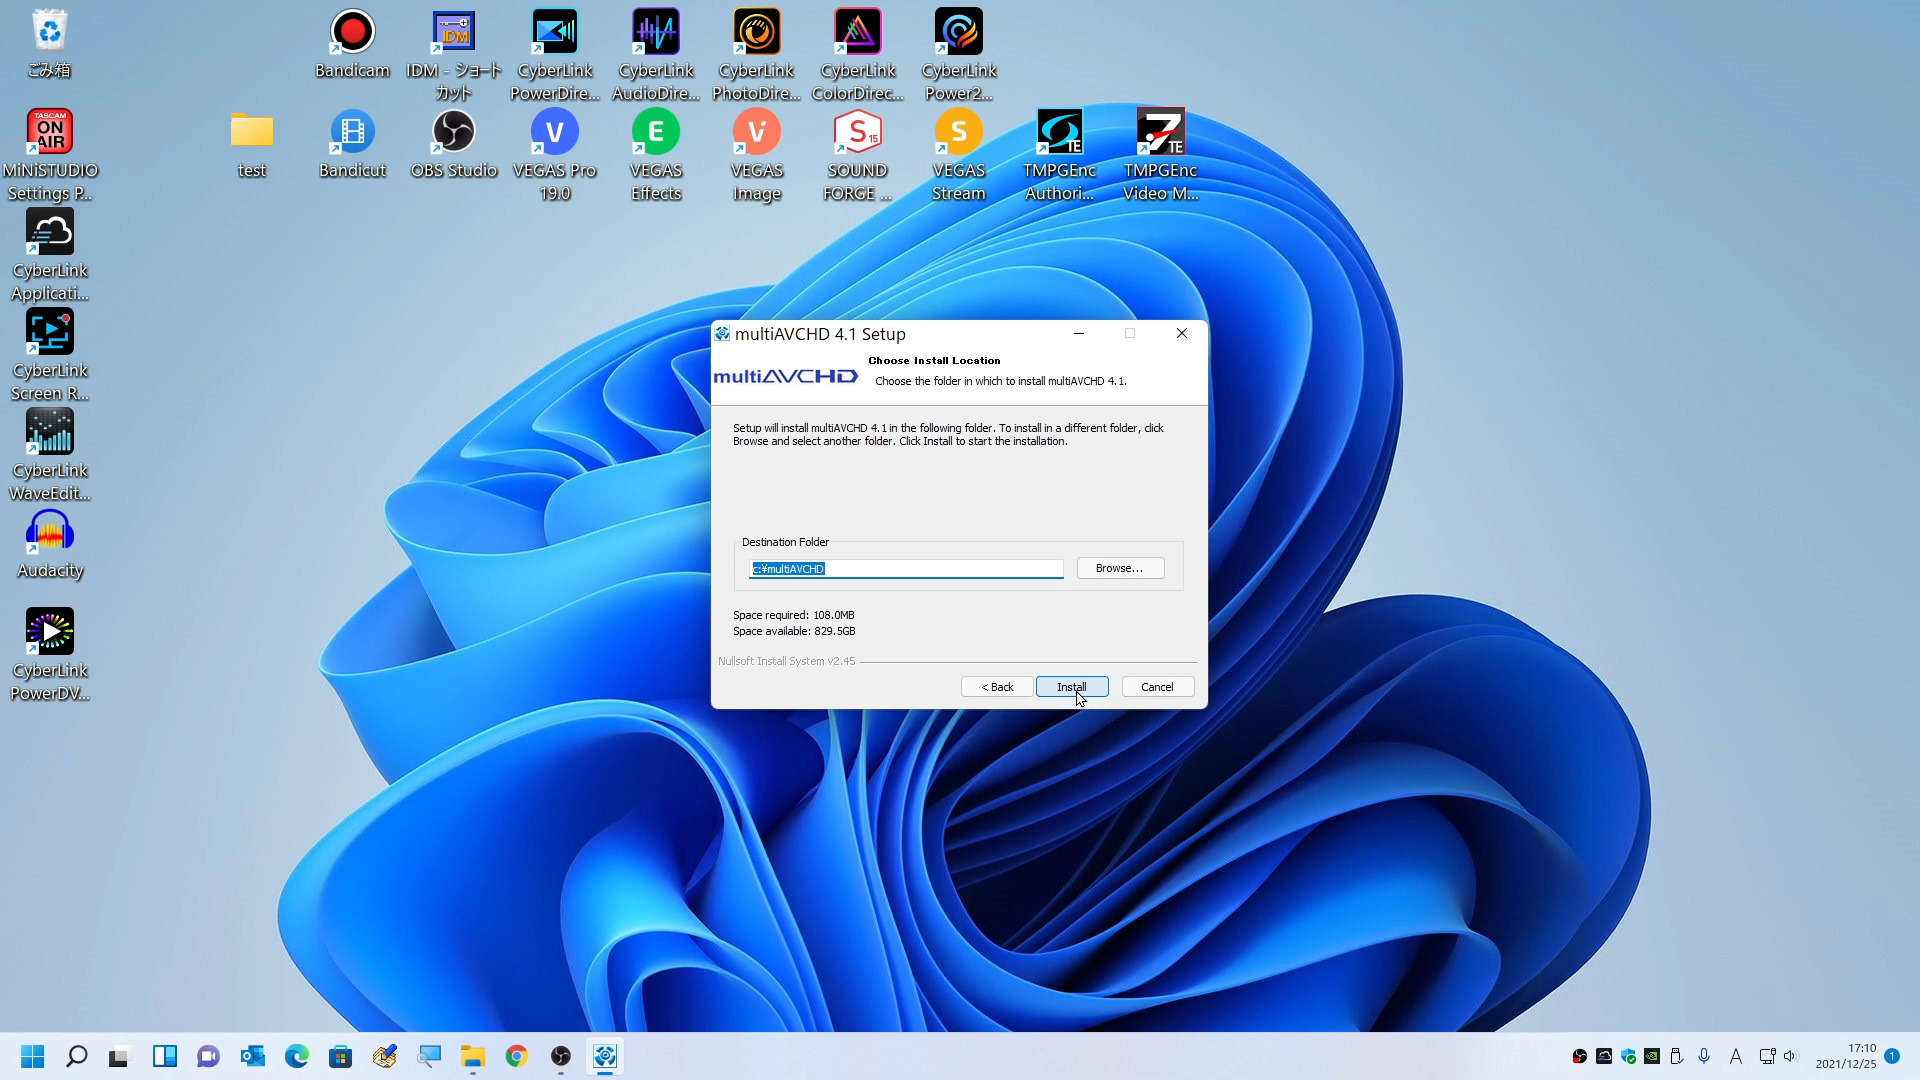 ごみ箱
Bandicam
IDM - ショート
カット
CyberLink
PowerDire...
CyberLink
AudioDire...
CyberLink
PhotoDire...
CyberLink
ColorDirec...
CyberLink
Power2...
TASCAM
ON
AIR
MiNiSTUDIO
Settings P...
test
Bandicut
OBS Studio
VEGAS Pro
19.0
VEGAS
Effects
VEGAS
Image
SOUND
FORGE ...
VEGAS
Stream
TMPGEnc
Authori...
TMPGEnc
Video M...
CyberLink
Applicati...
CyberLink
Screen R...
CyberLink
WaveEdit...
Audacity
CyberLink
PowerDV...
multiAVCHD 4.1 Setup
multiAVCHD
Choose Install Location
Choose the folder in which to install multiAVCHD 4.1.
Setup will install multiAVCHD 4.1 in the following folder. To install in a different folder, click
Browse and select another folder. Click Install to start the installation.
Destination Folder
c:¥multiAVCHD
Browse...
Space required: 108.0MB
Space available: 829.5GB
Nullsoft Install System v2.45
< Back
Install
Cancel
A
17:10
2021/12/25
1